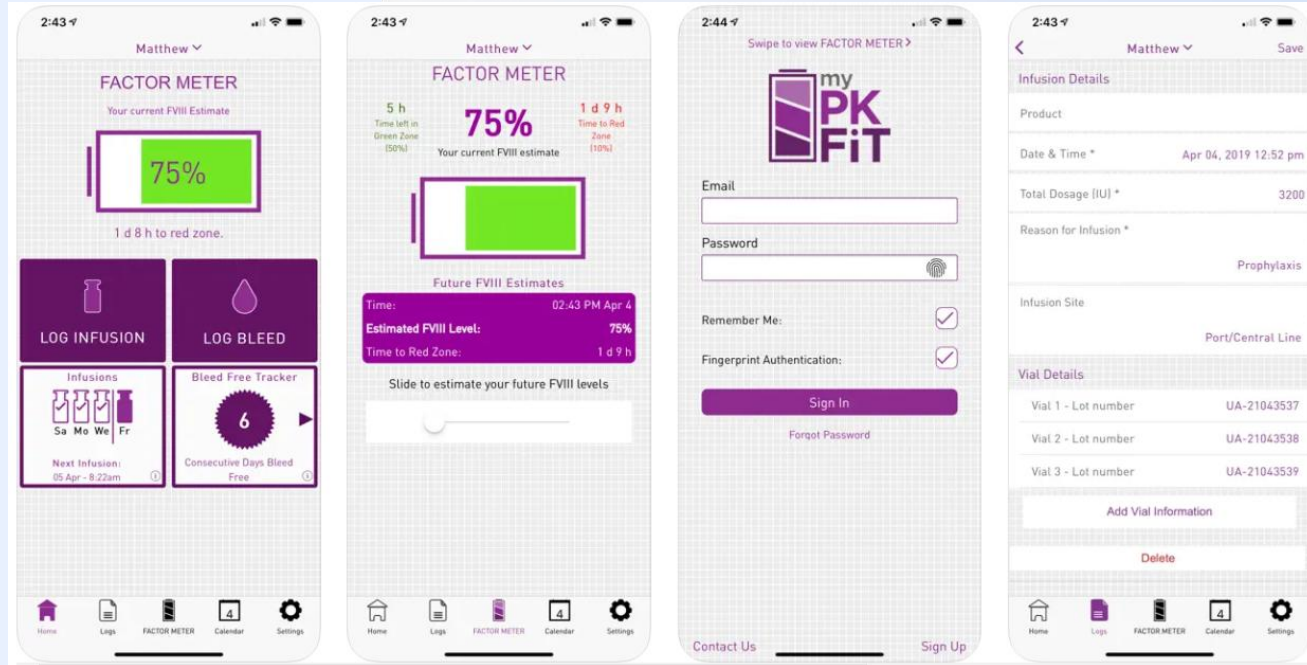 2:43
Matthew
FACTOR METER
Your current FVIII Estimate
75%
1 d 8 h to red zone.
LOG INFUSION
LOG BLEED
Infusions
Sa Mo We Fr
Next Infusion:
05 Apr - 8:22am
Bleed Free Tracker
6
Consecutive Days Bleed
Free
Home
Logs
FACTOR METER
4
Calendar
Settings
2:43
Matthew
FACTOR METER
5 h
Time left in
Green Zone
(50%)
75%
Your current FVIII estimate
1 d 9 h
Time to Red
Zone
(10%)
Future FVIII Estimates
Time: 02:43 PM Apr 4
Estimated FVIII Level: 75%
Time to Red Zone: 1 d 9 h
Slide to estimate your future FVIII levels
Home
Logs
FACTOR METER
4
Calendar
Settings
2:44
Swipe to view FACTOR METER >
my
PK
FiT
Email
Password
Remember Me:
Fingerprint Authentication:
Sign In
Forgot Password
Contact Us
Sign Up
2:43
Matthew
Save
Infusion Details
Product
Date & Time * Apr 04, 2019 12:52 pm
Total Dosage (IU) * 3200
Reason for Infusion *
Prophylaxis
Infusion Site
Port/Central Line
Vial Details
Vial 1 - Lot number UA-21043537
Vial 2 - Lot number UA-21043538
Vial 3 - Lot number UA-21043539
Add Vial Information
Delete
Home
Logs
FACTOR METER
4
Calendar
Settings